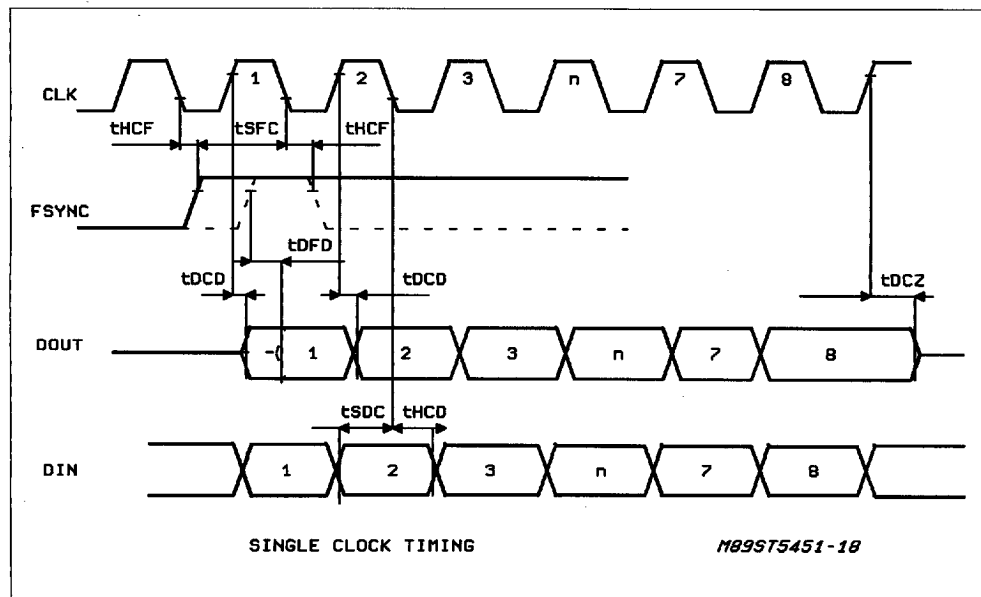 1 2 3 n 7 8
CLK
tHCF tSFC tHCF
FSYNC
tDFD
tDCD tDCD tDCZ
DOUT
1 2 3 n 7 8
tSDC tHCD
DIN
1 2 3 n 7 8
SINGLE CLOCK TIMING M89ST5451-18